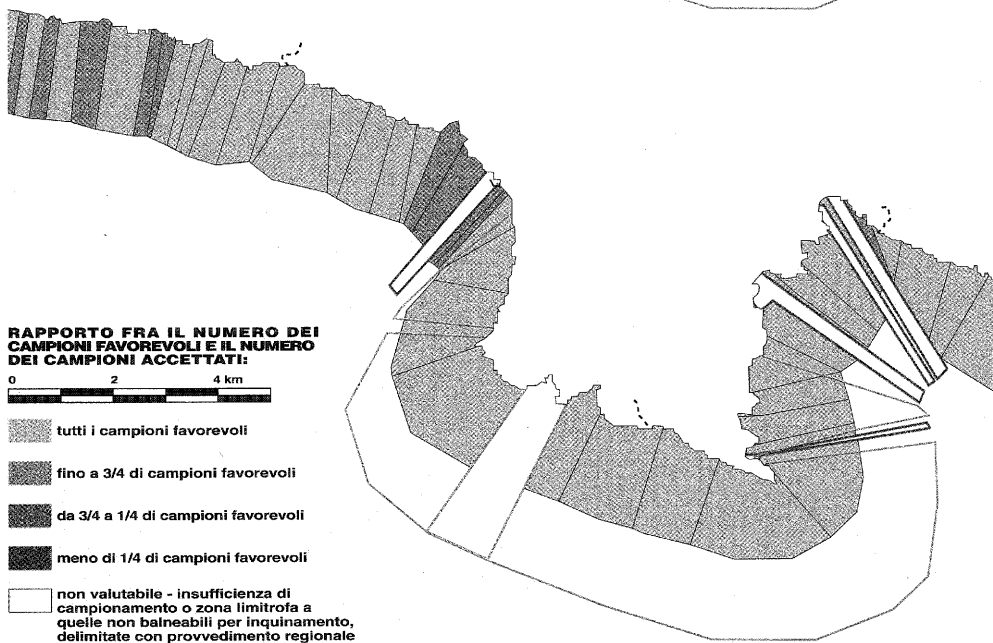 RAPPORTO FRA IL NUMERO DEI
CAMPIONI FAVOREVOLI E IL NUMERO
DEI CAMPIONI ACCETTATI:
0 2 4 km
tutti i campioni favorevoli
fino a 3/4 di campioni favorevoli
da 3/4 a 1/4 di campioni favorevoli
meno di 1/4 di campioni favorevoli
non valutabile - insufficienza di
campionamento o zona limitrofa a
quelle non balneabili per inquinamento,
delimitate con provvedimento regionale